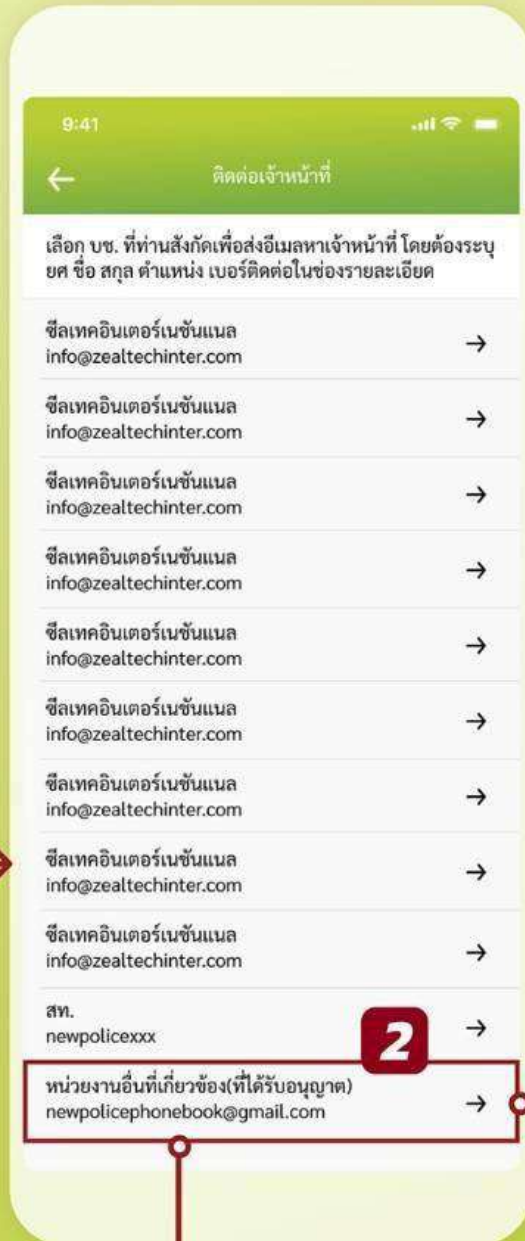 9:41
ติดต่อเจ้าหน้าที่
เลือก บช. ที่ท่านสังกัดเพื่อส่งอีเมลหาเจ้าหน้าที่ โดยต้องระบุ
ยศ ชื่อ สกุล ตำแหน่ง เบอร์ติดต่อในช่องรายละเอียด
ซีลเทคอินเตอร์เนชันแนล
info@zealtechinter.com
ซีลเทคอินเตอร์เนชันแนล
info@zealtechinter.com
ซีลเทคอินเตอร์เนชันแนล
info@zealtechinter.com
ซีลเทคอินเตอร์เนชันแนล
info@zealtechinter.com
ซีลเทคอินเตอร์เนชันแนล
info@zealtechinter.com
ซีลเทคอินเตอร์เนชันแนล
info@zealtechinter.com
ซีลเทคอินเตอร์เนชันแนล
info@zealtechinter.com
ซีลเทคอินเตอร์เนชันแนล
info@zealtechinter.com
ซีลเทคอินเตอร์เนชันแนล
info@zealtechinter.com
สท.
newpolicexxx
2
หน่วยงานอื่นที่เกี่ยวข้อง(ที่ได้รับอนุญาต)
newpolicephonebook@gmail.com